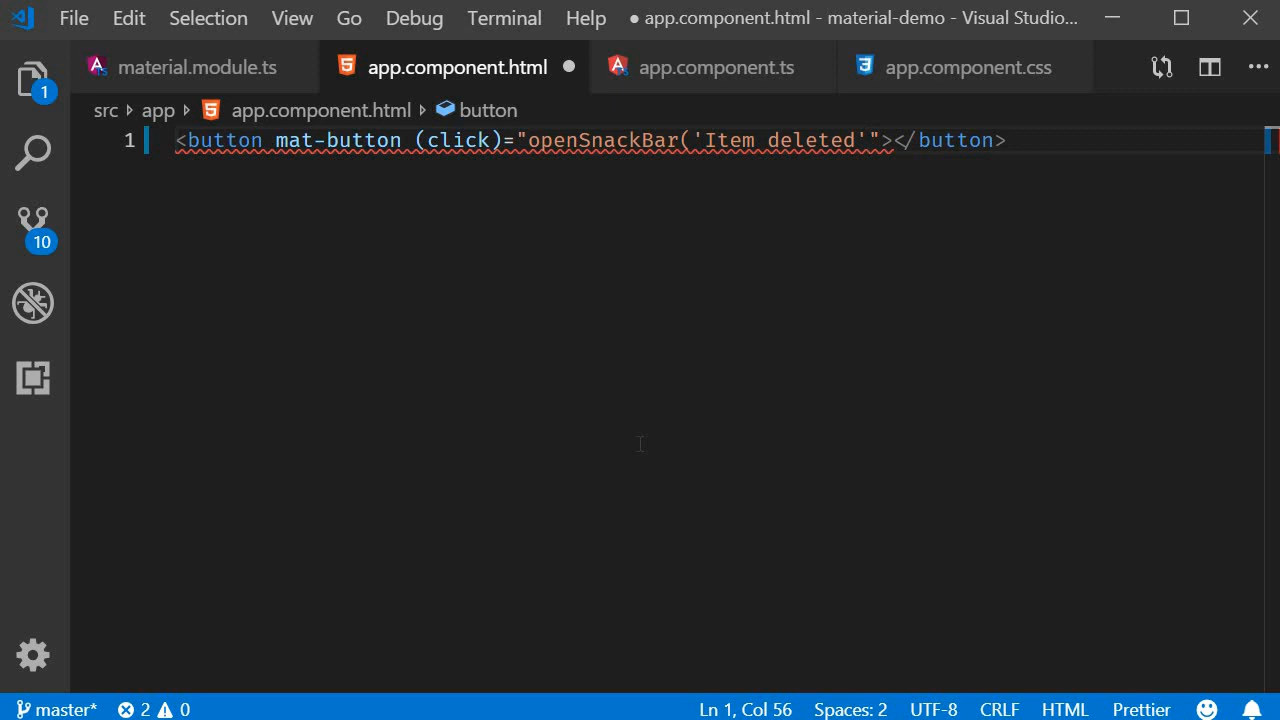 File Edit Selection View Go Debug Terminal Help ● app.component.html - material-demo - Visual Studio...
material.module.ts app.component.html app.component.ts app.component.css
src app app.component.html button
1 <button mat-button (click)="openSnackBar('Item deleted'"></button>
1
10
master* 2 0 Ln 1, Col 56 Spaces: 2 UTF-8 CRLF HTML Prettier